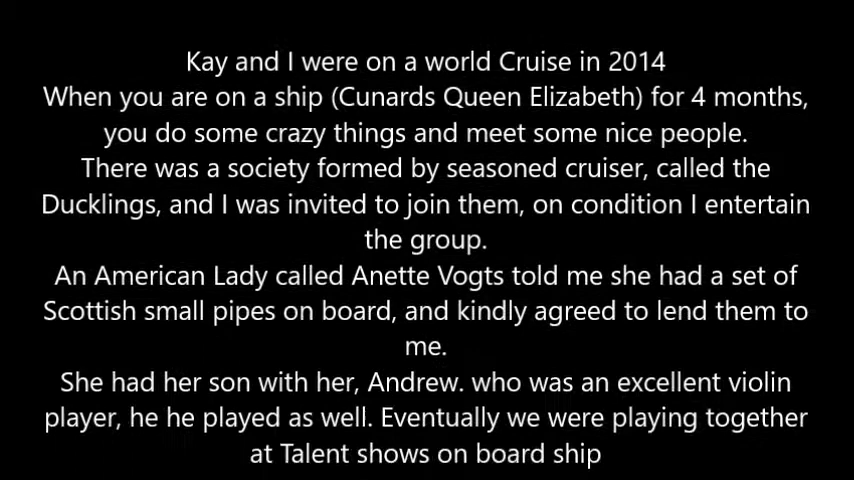 Kay and I were on a world Cruise in 2014
When you are on a ship (Cunards Queen Elizabeth) for 4 months,
you do some crazy things and meet some nice people.
There was a society formed by seasoned cruiser, called the
Ducklings, and I was invited to join them, on condition I entertain
the group.
An American Lady called Anette Vogts told me she had a set of
Scottish small pipes on board, and kindly agreed to lend them to
me.
She had her son with her, Andrew. who was an excellent violin
player, he he played as well. Eventually we were playing together
at Talent shows on board ship